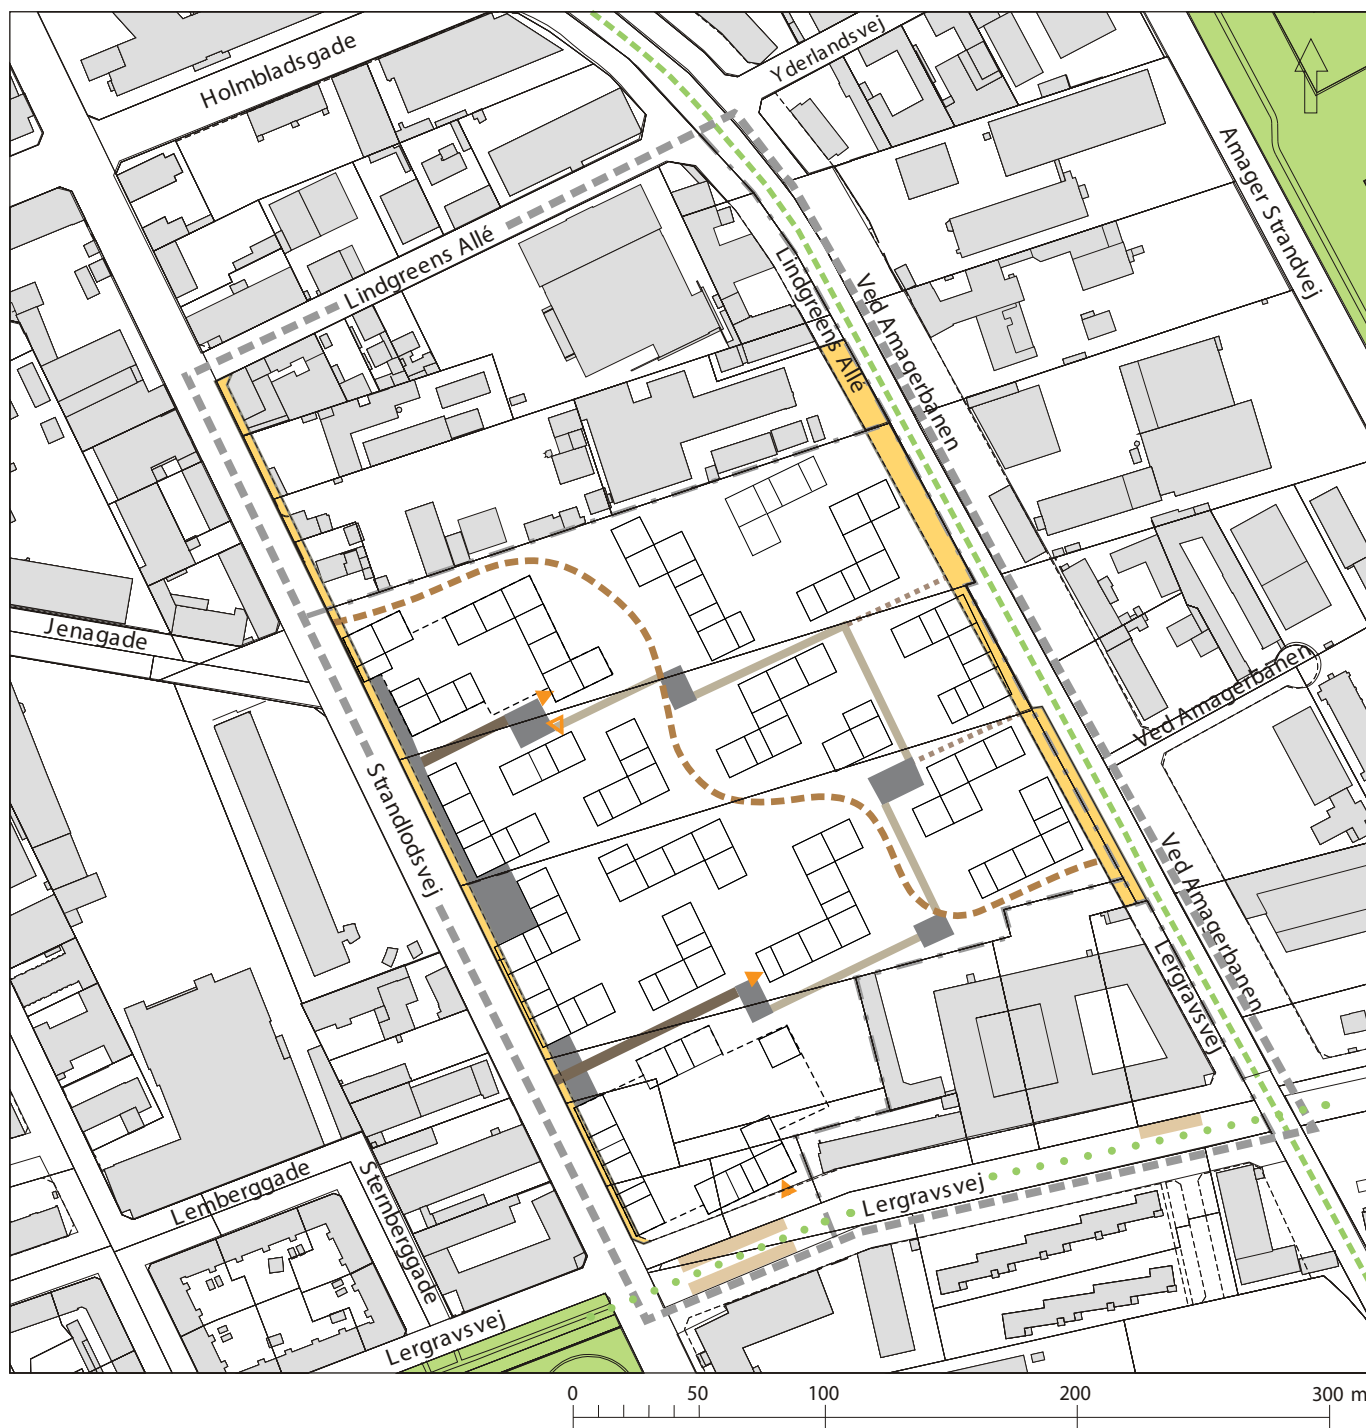 Holmbladsgade
Yderlandsvej
Amager Strandvej
Lindgreens Allé
Lindgreens Allé
Ved Amagerbanen
Jenagade
Ved Amagerbanen
Strandlodsvej
Ved Amagerbanen
Lergravsvej
Lemberggade
Sternberggade
Lergravsvej
Lergravsvej
0 50 100 200 300 m